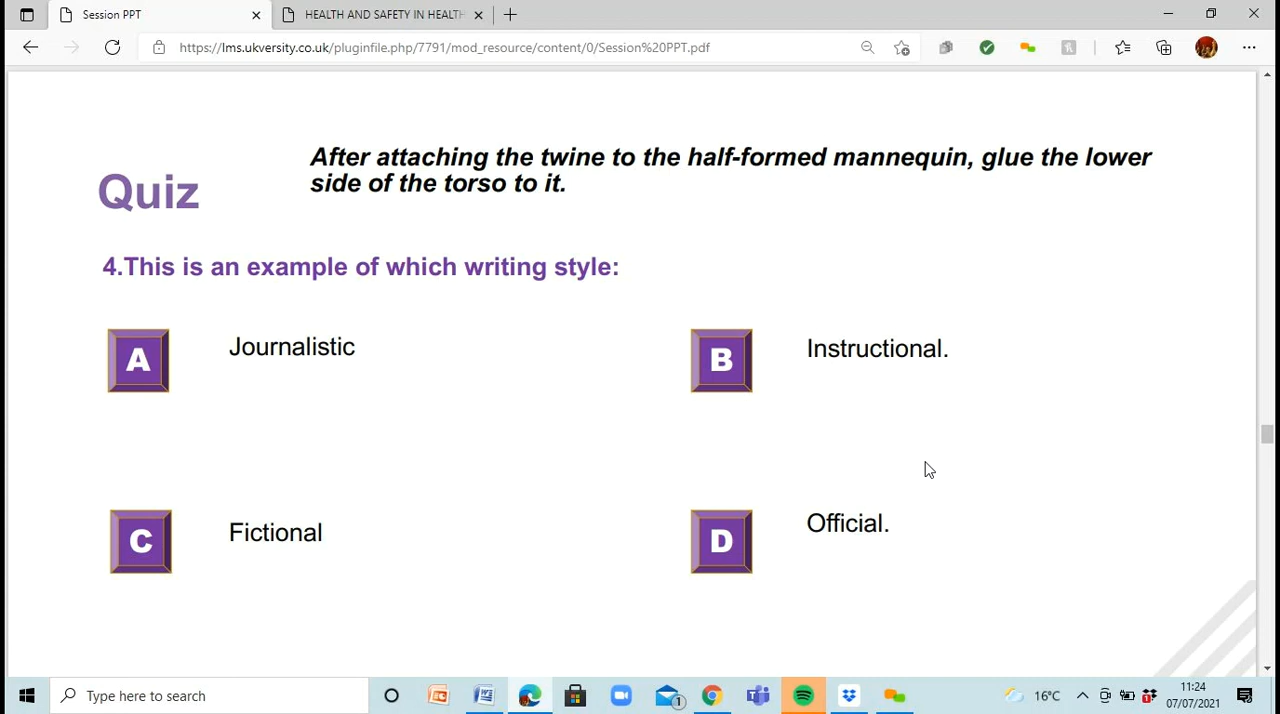 Session PPT
HEALTH AND SAFETY IN HEALTH
https://lms.ukversity.co.uk/pluginfile.php/7791/mod_resource/content/0/Session%20PPT.pdf
After attaching the twine to the half-formed mannequin, glue the lower
side of the torso to it.
Quiz
4.This is an example of which writing style:
A Journalistic
B Instructional.
C Fictional
D Official.
Type here to search
1
16°C
11:24
07/07/2021